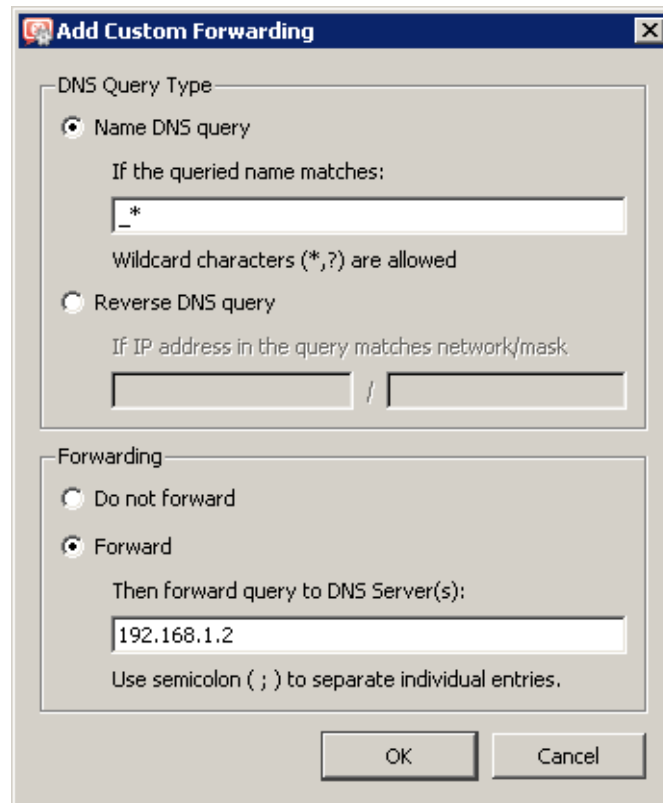 Add Custom Forwarding
DNS Query Type
Name DNS query
If the queried name matches:
_*
Wildcard characters (*,?) are allowed
Reverse DNS query
If IP address in the query matches network/mask
/
Forwarding
Do not forward
Forward
Then forward query to DNS Server(s):
192.168.1.2
Use semicolon ( ; ) to separate individual entries.
OK Cancel